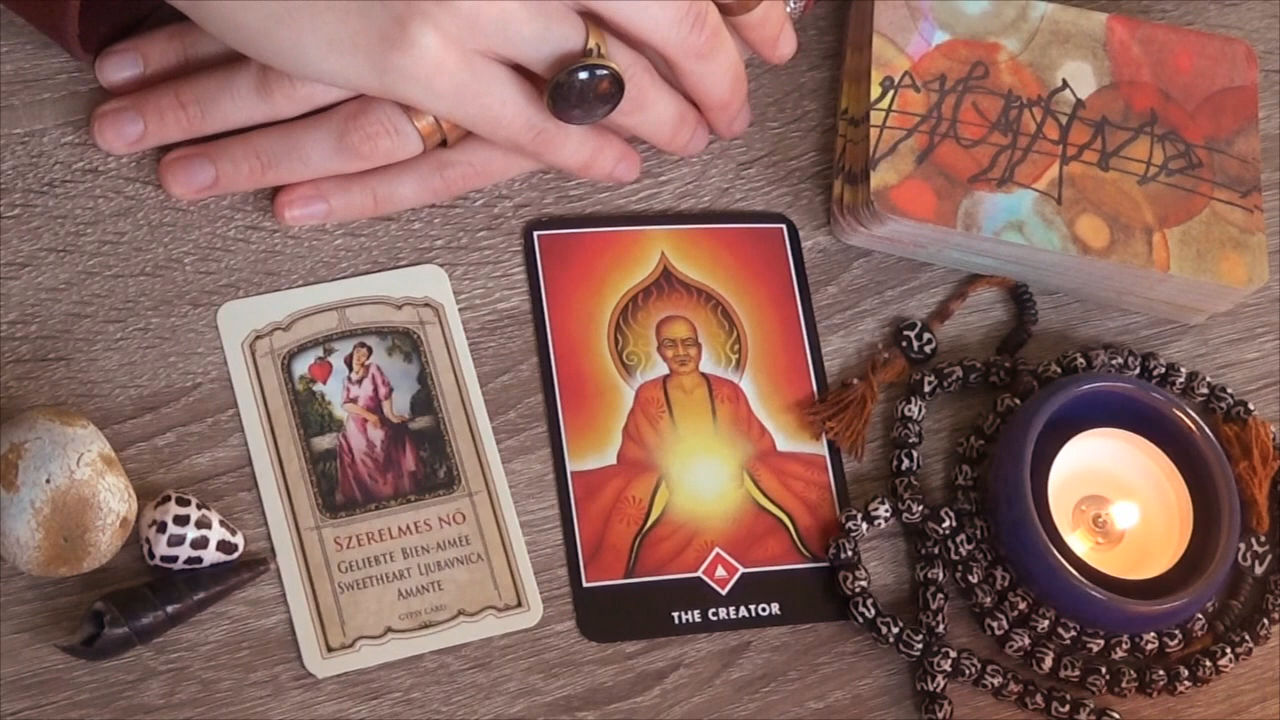 SZERELMES NŐ
GELIEBTE BIEN-AIMÉE
SWEETHEART LJUBAVNICA
AMANTE
GYPSY CARD
THE CREATOR